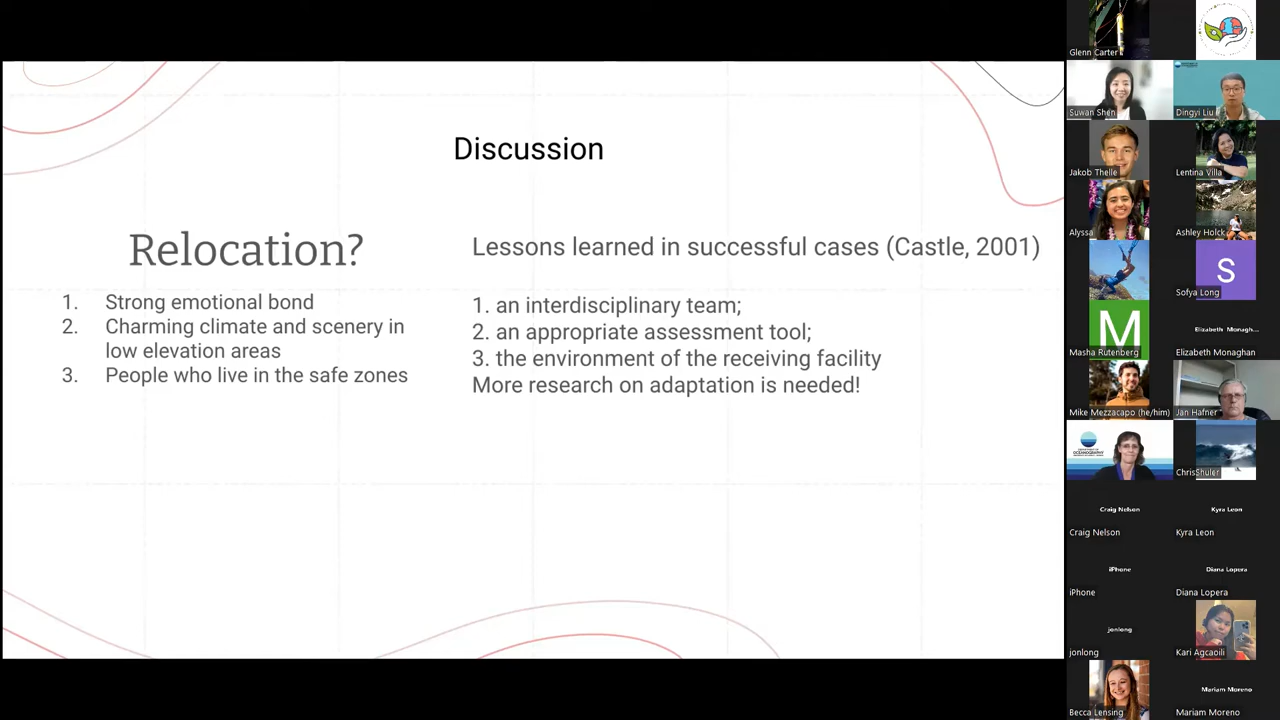 Discussion
Relocation?
1. Strong emotional bond
2. Charming climate and scenery in
low elevation areas
3. People who live in the safe zones
Lessons learned in successful cases (Castle, 2001)
1. an interdisciplinary team;
2. an appropriate assessment tool;
3. the environment of the receiving facility
More research on adaptation is needed!
Glenn Carter
Suwan Shen
Dingyi Liu
Jakob Thelle
Lentina Villa
Alyssa
Ashley Holck
S
Sofya Long
M
Masha Rutenberg
Elizabeth Monagh...
Elizabeth Monaghan
Mike Mezzacapo (he/him)
Jan Hafner
OCEANOGRAPHY
ChrisShuler
Craig Nelson
Craig Nelson
Kyra Leon
Kyra Leon
iPhone
iPhone
Diana Lopera
Diana Lopera
jonlong
jonlong
Kari Agcaoili
Becca Lensing
Mariam Moreno
Mariam Moreno